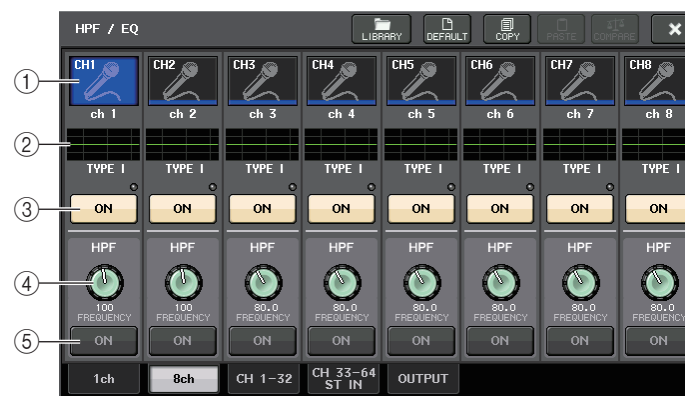 HPF / EQ
LIBRARY DEFAULT COPY PASTE COMPARE ×
① CH1 CH2 CH3 CH4 CH5 CH6 CH7 CH8
ch 1 ch 2 ch 3 ch 4 ch 5 ch 6 ch 7 ch 8
②
TYPE I TYPE I TYPE I TYPE I TYPE I TYPE I TYPE I TYPE I
③ ON ON ON ON ON ON ON ON
HPF HPF HPF HPF HPF HPF HPF HPF
④
100 100 80.0 80.0 80.0 80.0 80.0 80.0
FREQUENCY FREQUENCY FREQUENCY FREQUENCY FREQUENCY FREQUENCY FREQUENCY FREQUENCY
⑤ ON ON ON ON ON ON ON ON
1ch 8ch CH 1-32 CH 33-64 OUTPUT
ST IN